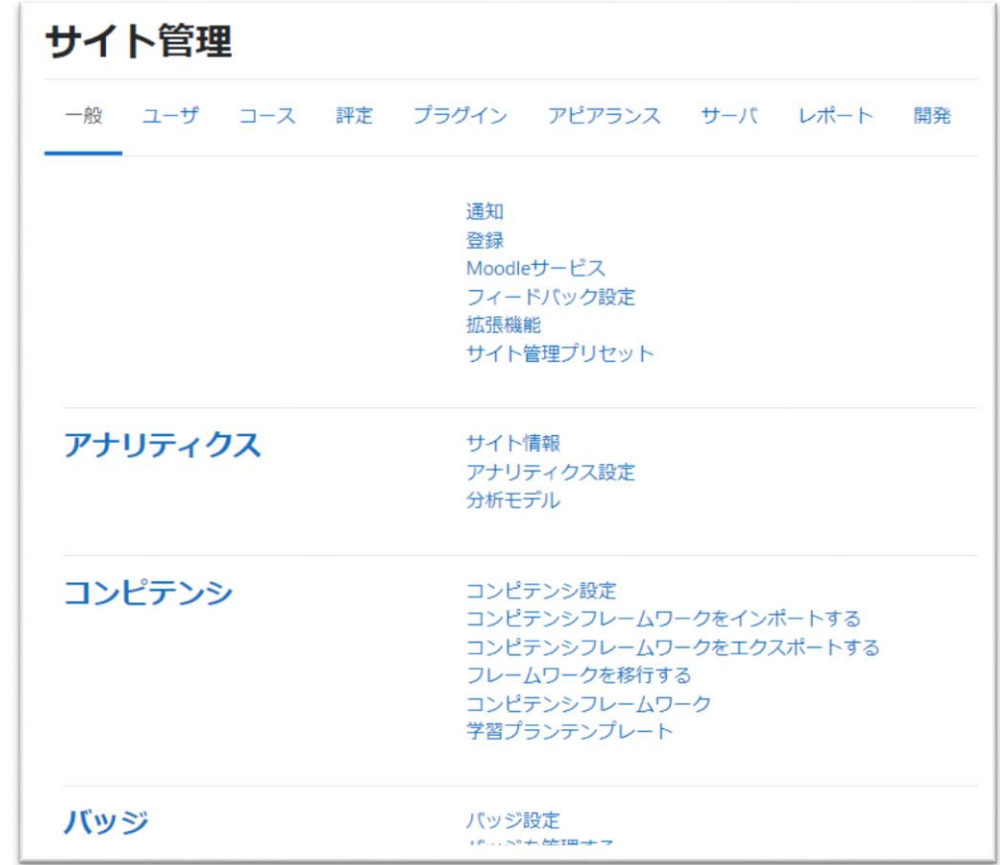 サイト管理
一般 ユーザ コース 評定 プラグイン アピアランス サーバ レポート 開発
通知
登録
Moodleサービス
フィードバック設定
拡張機能
サイト管理プリセット
アナリティクス
サイト情報
アナリティクス設定
分析モデル
コンピテンシ
コンピテンシ設定
コンピテンシフレームワークをインポートする
コンピテンシフレームワークをエクスポートする
フレームワークを移行する
コンピテンシフレームワーク
学習プランテンプレート
バッジ
バッジ設定
バッジを管理する